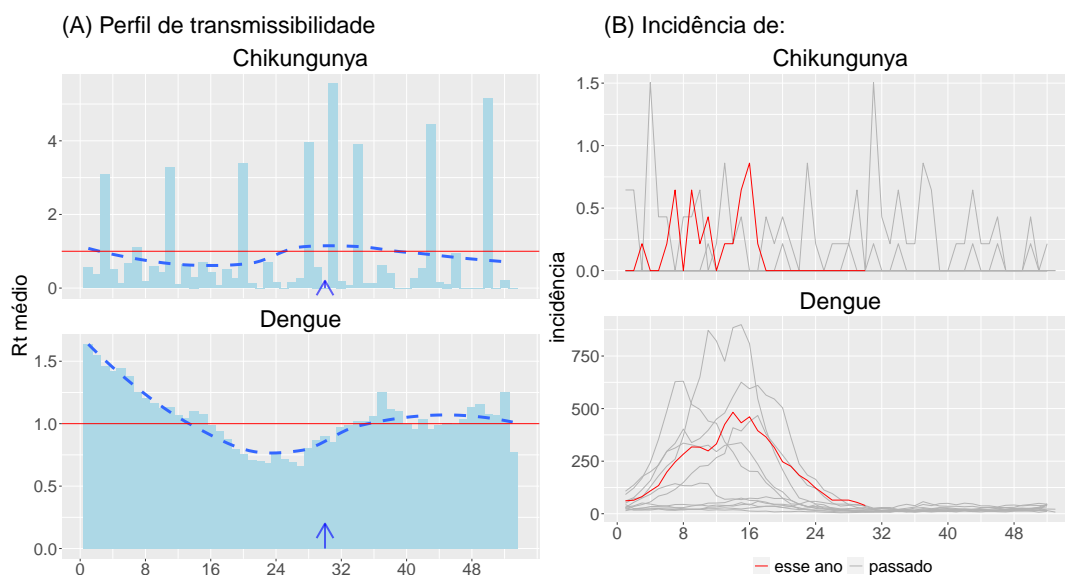 (A) Perfil de transmissibilidade
Chikungunya
Rt médio
4
2
0
Dengue
1.5
1.0
0.5
0.0
0 8 16 24 32 40 48
(B) Incidência de:
Chikungunya
incidência
1.5
1.0
0.5
0.0
Dengue
750
500
250
0
0 8 16 24 32 40 48
esse ano passado